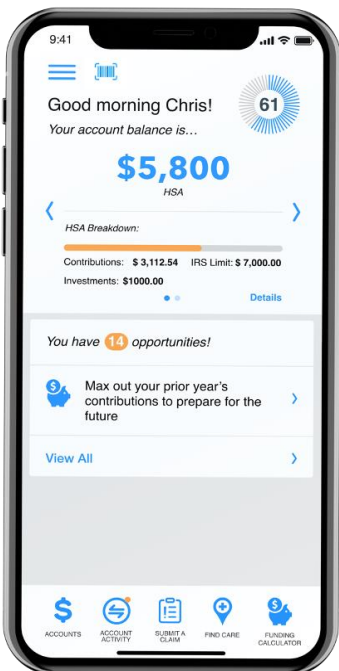 9:41
Good morning Chris!
61
Your account balance is...
$5,800
HSA
HSA Breakdown:
Contributions: $ 3,112.54 IRS Limit: $ 7,000.00
Investments: $1000.00
Details
You have 14 opportunities!
Max out your prior year's
contributions to prepare for the
future
View All
ACCOUNTS
ACCOUNT
ACTIVITY
SUBMIT A
CLAIM
FIND CARE
FUNDING
CALCULATOR